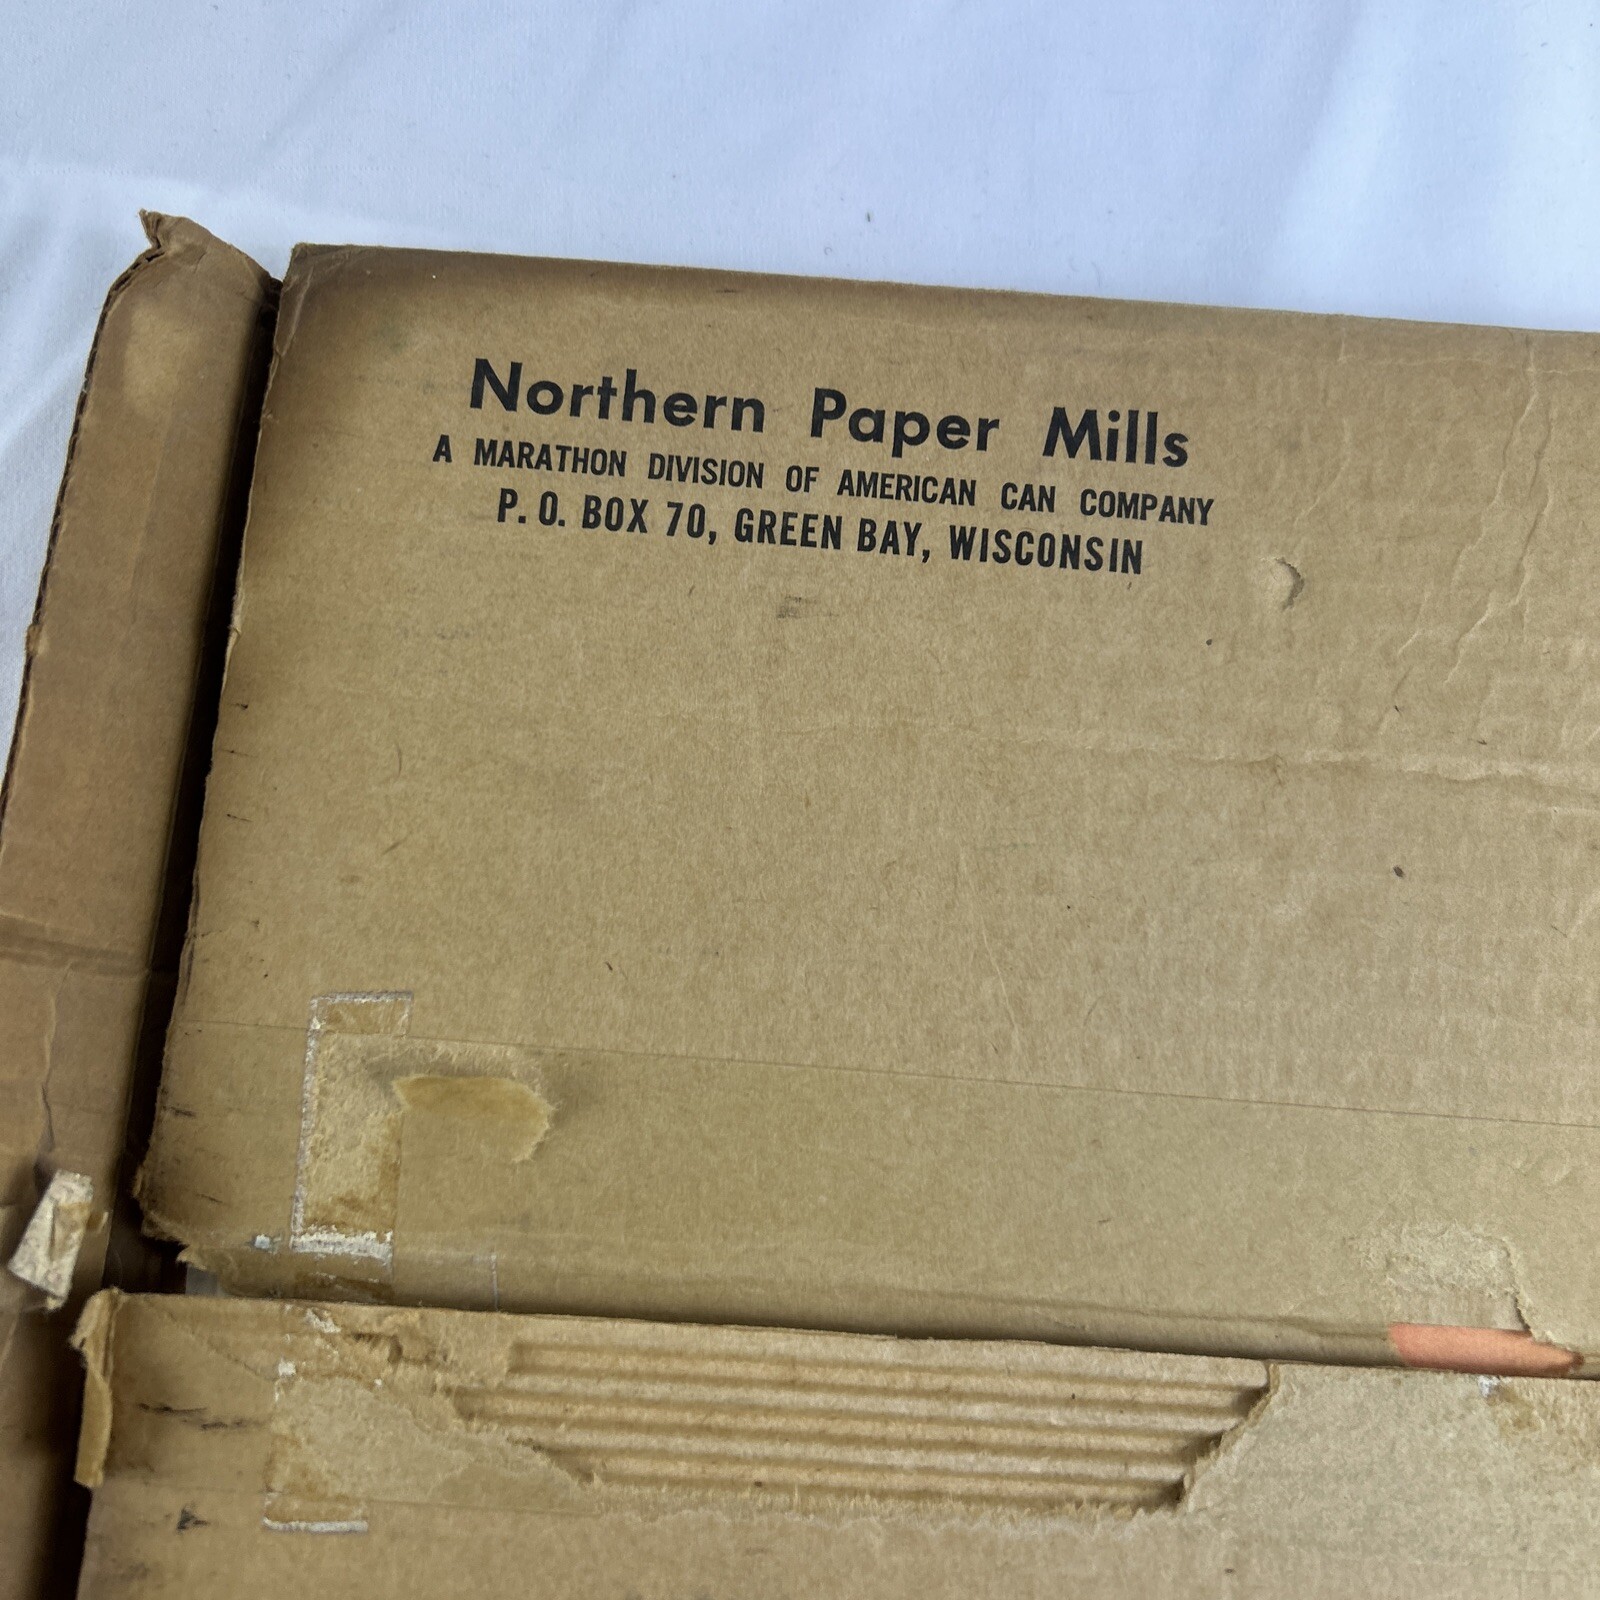 Northern Paper Mills
A MARATHON DIVISION OF AMERICAN CAN COMPANY
P. O. BOX 70, GREEN BAY, WISCONSIN